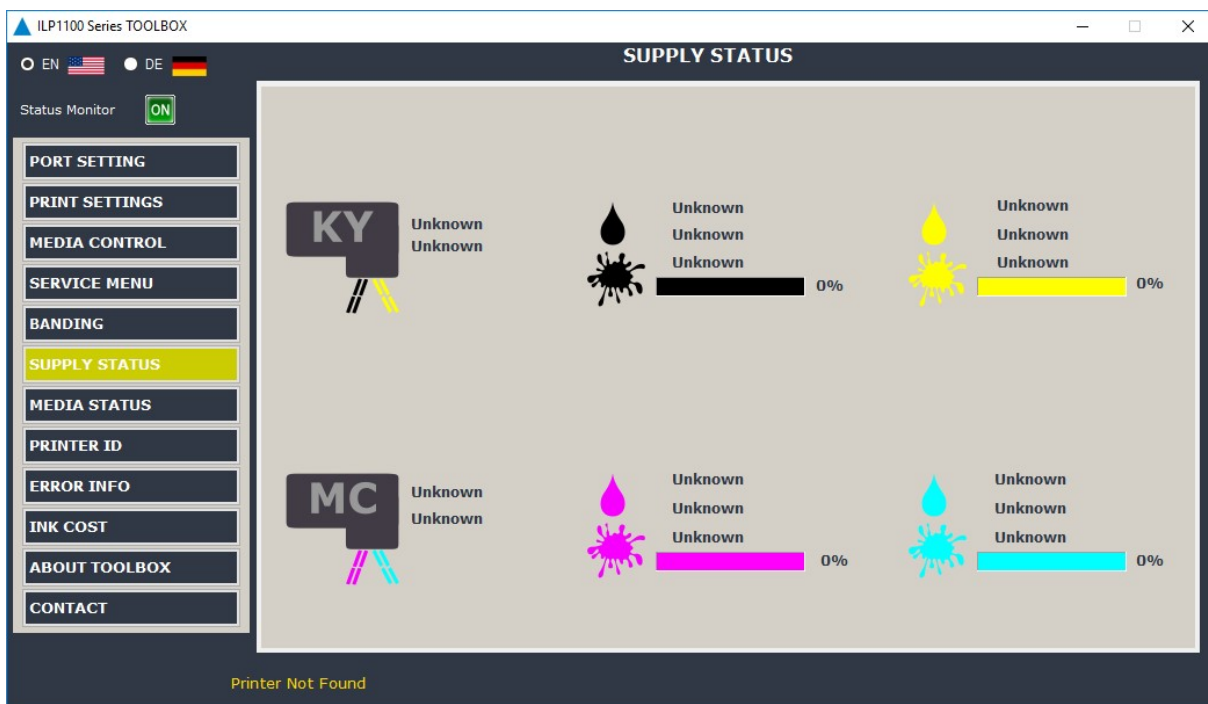 ILP1100 Series TOOLBOX
EN DE
SUPPLY STATUS
Status Monitor ON
PORT SETTING
PRINT SETTINGS
MEDIA CONTROL
SERVICE MENU
BANDING
SUPPLY STATUS
MEDIA STATUS
PRINTER ID
ERROR INFO
INK COST
ABOUT TOOLBOX
CONTACT
KY
Unknown
Unknown
Unknown
Unknown
Unknown
0%
Unknown
Unknown
Unknown
0%
MC
Unknown
Unknown
Unknown
Unknown
Unknown
0%
Unknown
Unknown
Unknown
0%
Printer Not Found